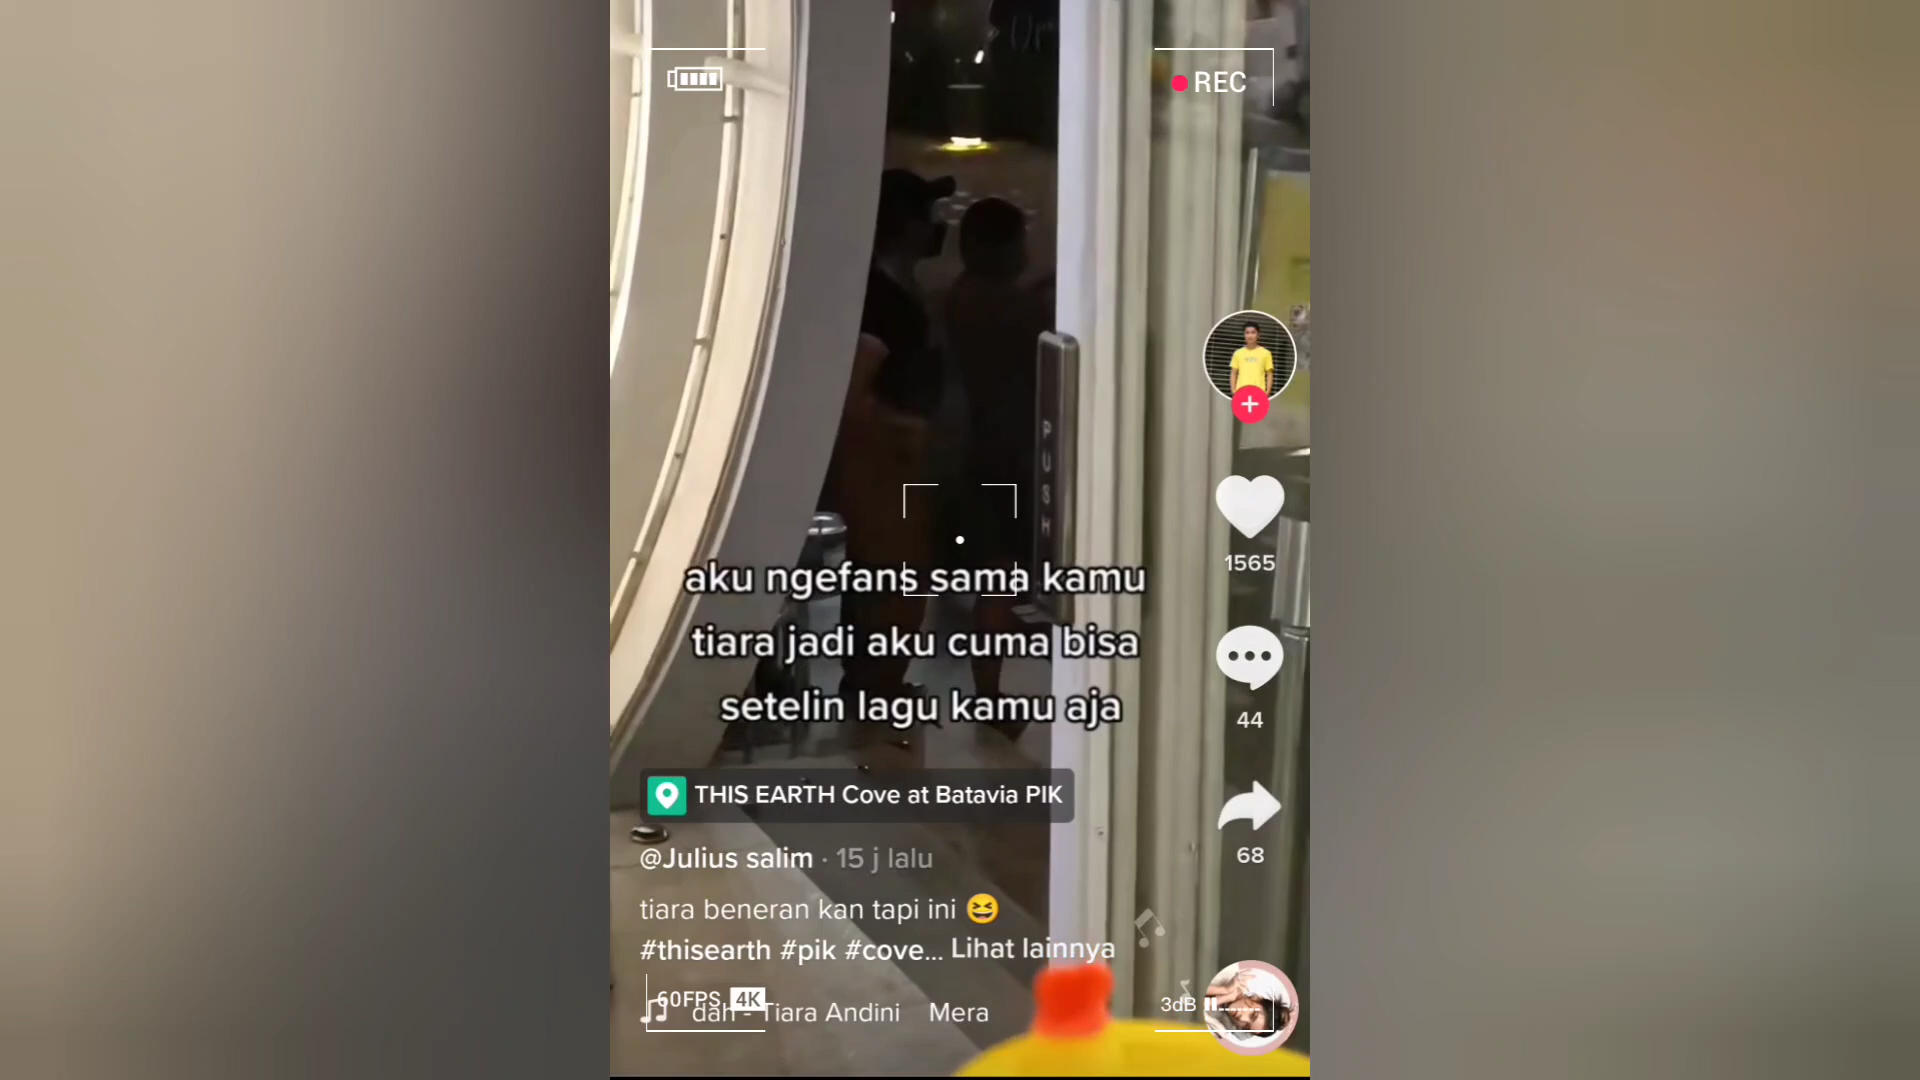 REC
PUSH
aku ngefans sama kamu
tiara jadi aku cuma bisa
setelin lagu kamu aja
1565
44
68
THIS EARTH Cove at Batavia PIK
@Julius salim · 15 j lalu
tiara beneran kan tapi ini 😆
#thisearth #pik #cove... Lihat lainnya
60FPS 4K
dah - Tiara Andini Mera
3dB